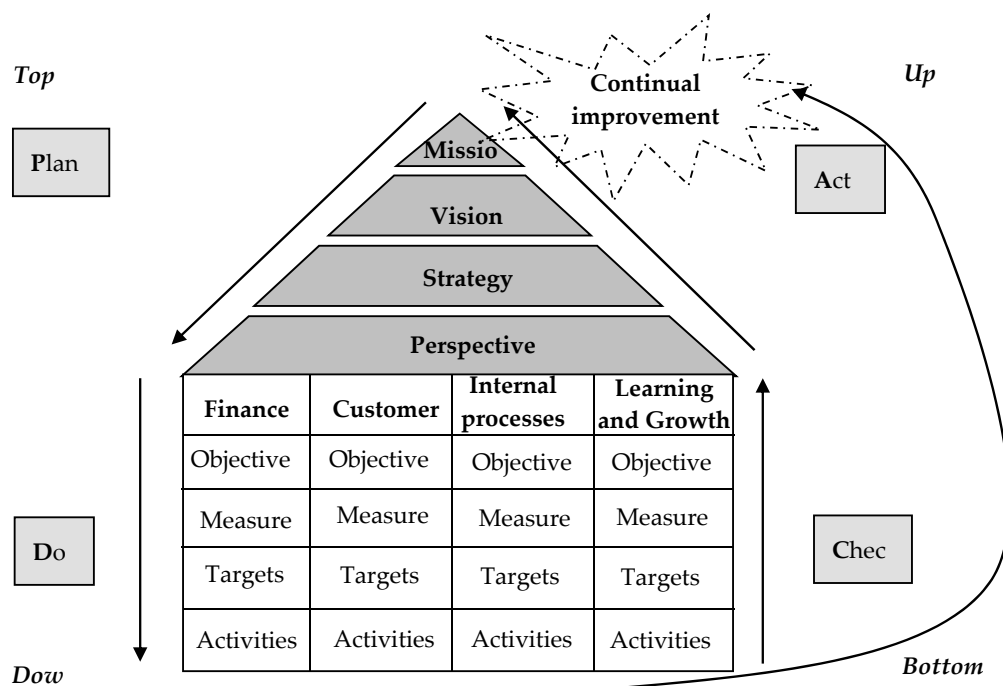 Top
Continual
improvement
Up
Plan
Missio
Act
Vision
Strategy
Perspective
Finance Customer Internal processes Learning and Growth
Objective Objective Objective Objective
Measure Measure Measure Measure
Do
Chec
Targets Targets Targets Targets
Activities Activities Activities Activities
Dow
Bottom